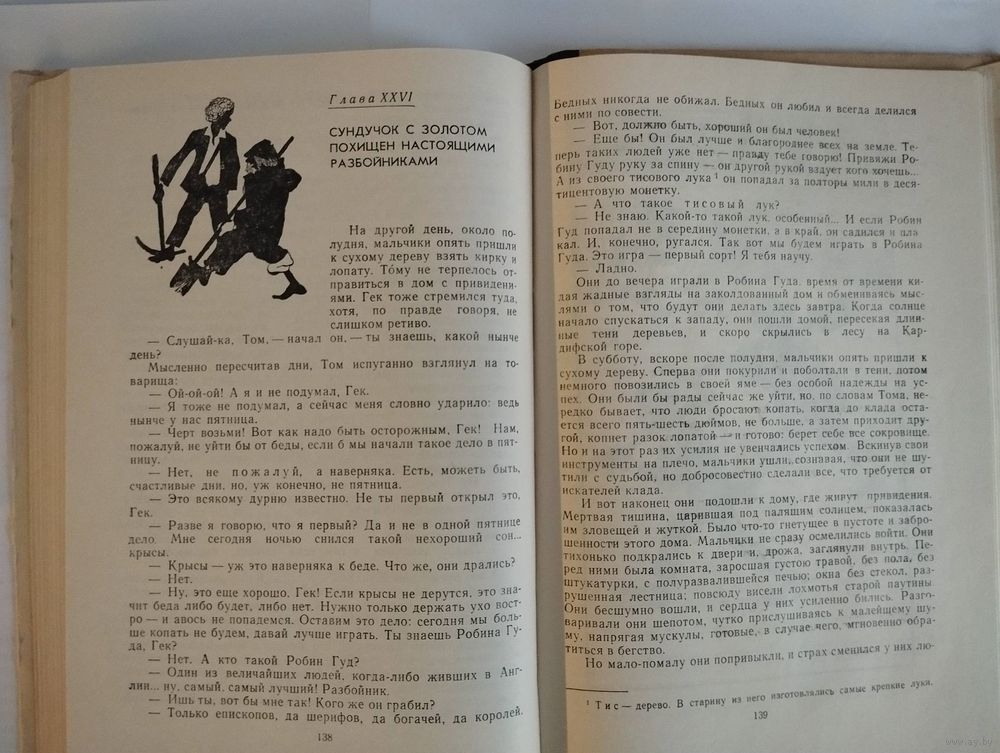 Глава XXVI
СУНДУЧОК С ЗОЛОТОМ
ПОХИЩЕН НАСТОЯЩИМИ
РАЗБОЙНИКАМИ
На другой день, около по-
лудня, мальчики опять пришли
к сухому дереву взять кирку и
лопату. То́му не терпелось от-
правиться в дом с привидени-
ями. Гек тоже стремился туда,
хотя, по правде говоря, не
слишком ретиво.
— Слушай-ка, Том, — начал он, — ты знаешь, какой нынче
день?
Мысленно пересчитав дни, Том испуганно взглянул на то-
варища:
— Ой-ой-ой! А я и не подумал, Гек.
— Я тоже не подумал, а сейчас меня словно ударило: ведь
нынче у нас пятница.
— Черт возьми! Вот как надо быть осторожным, Гек! Нам,
пожалуй, не уйти бы от беды, если б мы начали такое дело в пят-
ницу.
— Нет, не пожалуй, а наверняка. Есть, можеть быть,
счастливые дни, но, уж конечно, не пятница.
— Это всякому дурню известно. Не ты первый открыл это,
Гек.
— Разве я говорю, что я первый? Да и не в одной пятнице
дело. Мне сегодня ночью снился такой нехороший сон...
крысы.
— Крысы — уж это наверняка к беде. Что же, они дрались?
— Нет.
— Ну, это еще хорошо, Гек! Если крысы не дерутся, это зна-
чит беда либо будет, либо нет. Нужно только держать ухо вост-
ро — и авось не попадемся. Оставим это дело: сегодня мы боль-
ше копать не будем, давай лучше играть. Ты знаешь Робина Гу-
да, Гек?
— Нет. А кто такой Робин Гуд?
— Один из величайших людей, когда-либо живших в Анг-
лии... ну, самый, самый лучший! Разбойник.
— Ишь ты, вот бы мне так! Кого же он грабил?
— Только епископов, да шерифов, да богачей, да королей.
138
Бедных никогда не обижал. Бедных он любил и всегда делился
с ними по совести.
— Вот, должно быть, хороший он был человек!
— Еще бы! Он был лучше и благороднее всех на земле. Те-
перь таких людей уже нет — правду тебе говорю! Привяжи Ро-
бину Гуду руку за спину — он другой рукой вздует кого хочешь...
А из своего тисового лука ¹ он попадал за полторы мили в деся-
тицентовую монетку.
— А что такое тисовый лук?
— Не знаю. Какой-то такой лук, особенный... И если Робин
Гуд попадал не в середину монетки, а в край, он садился и пла
кал. И, конечно, ругался. Так вот мы будем играть в Робина
Гуда. Это игра — первый сорт! Я тебя научу.
— Ладно.
Они до вечера играли в Робина Гуда, время от времени ки-
дая жадные взгляды на заколдованный дом и обмениваясь мыс-
лями о том, что будут они делать здесь завтра. Когда солнце
начало спускаться к западу, они пошли домой, пересекая длин-
ные тени деревьев, и скоро скрылись в лесу на Кар-
дифской горе.
В субботу, вскоре после полудня, мальчики опять пришли к
сухому дереву. Сперва они покурили и поболтали в тени, потом
немного повозились в своей яме — без особой надежды на ус-
пех. Они были бы рады сейчас же уйти, но, по словам Тома, не-
редко бывает, что люди бросают копать, когда до клада оста-
ется всего пять-шесть дюймов, не больше, а затем приходит дру-
гой, копнет разок лопатой — и готово: берет себе все сокровище.
Но и на этот раз их усилия не увенчались успехом. Вскинув свои
инструменты на плечо, мальчики ушли, сознавая, что они не шу-
тили с судьбой, но добросовестно сделали все, что требуется от
искателей клада.
И вот наконец они подошли к дому, где живут привидения.
Мертвая тишина, царившая под палящим солнцем, показалась
им зловещей и жуткой. Было что-то гнетущее в пустоте и забро-
шенности этого дома. Мальчики не сразу осмелились войти. Они
тихонько подкрались к двери и, дрожа, заглянули внутрь. Пе-
ред ними была комната, заросшая густою травой, без пола, без
штукатурки, с полуразвалившейся печью; окна без стекол, раз-
рушенная лестница; повсюду висели лохмотья старой паутины
Они бесшумно вошли, и сердца у них усиленно бились. Разго-
варивали они шепотом, чутко прислушиваясь к малейшему шу-
му, напрягая мускулы, готовые, в случае чего, мгновенно обра-
титься в бегство.
Но мало-помалу они попривыкли, и страх сменился у них лю-
¹ Тис — дерево. В старину из него изготовлялись самые крепкие луки.
139
www.ay.by